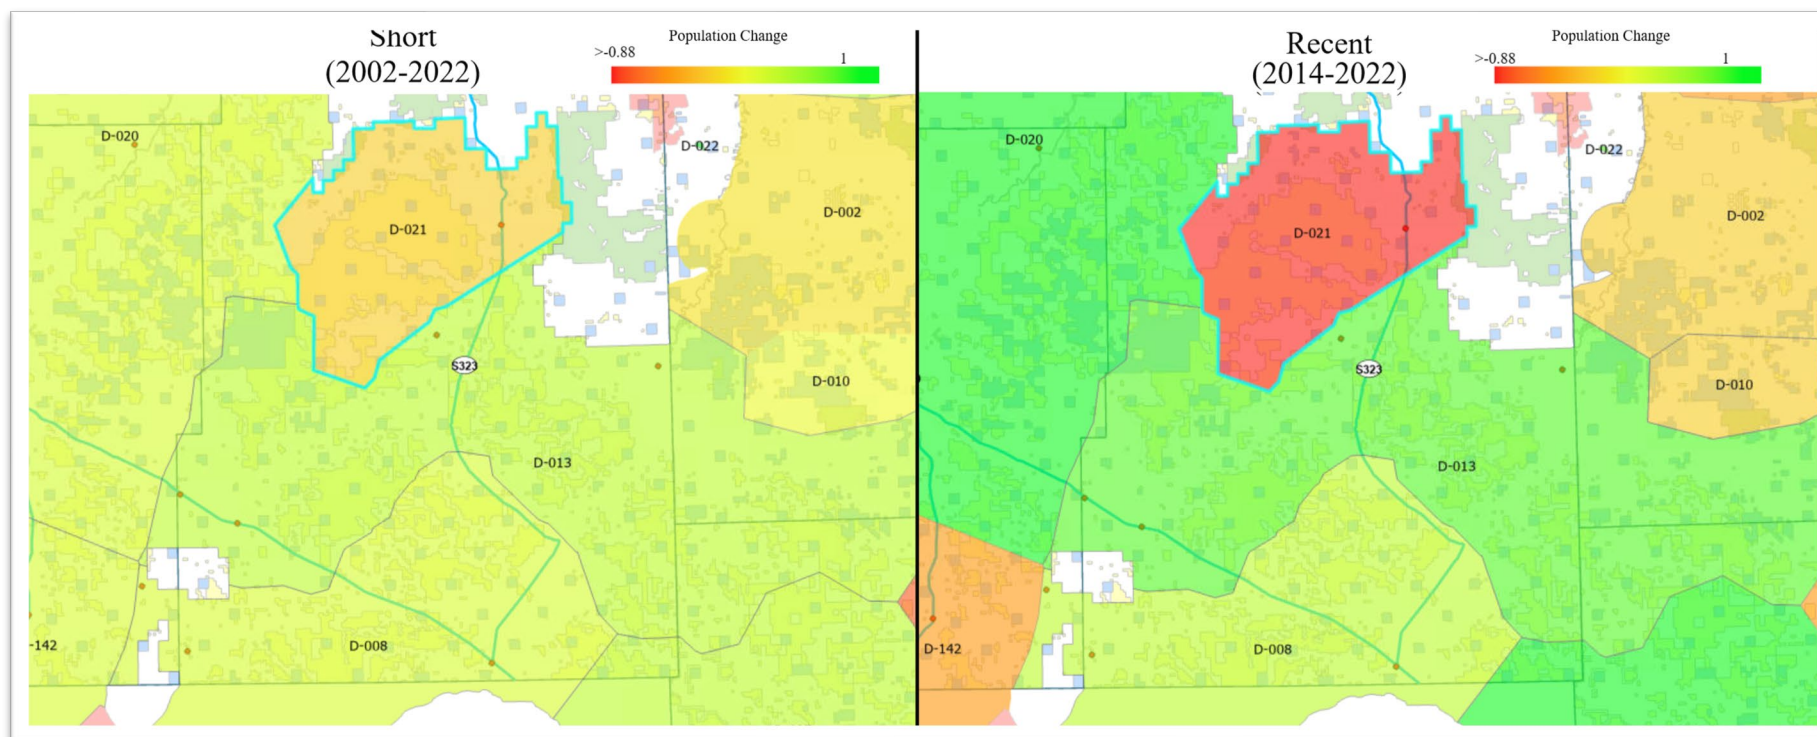 Short
(2002-2022)
Population Change
>-0.88
1
D-020
D-022
D-002
D-021
D-010
S323
D-013
-142
D-008
Recent
(2014-2022)
Population Change
>-0.88
1
D-020
D-022
D-002
D-021
D-010
S323
D-013
D-142
D-008